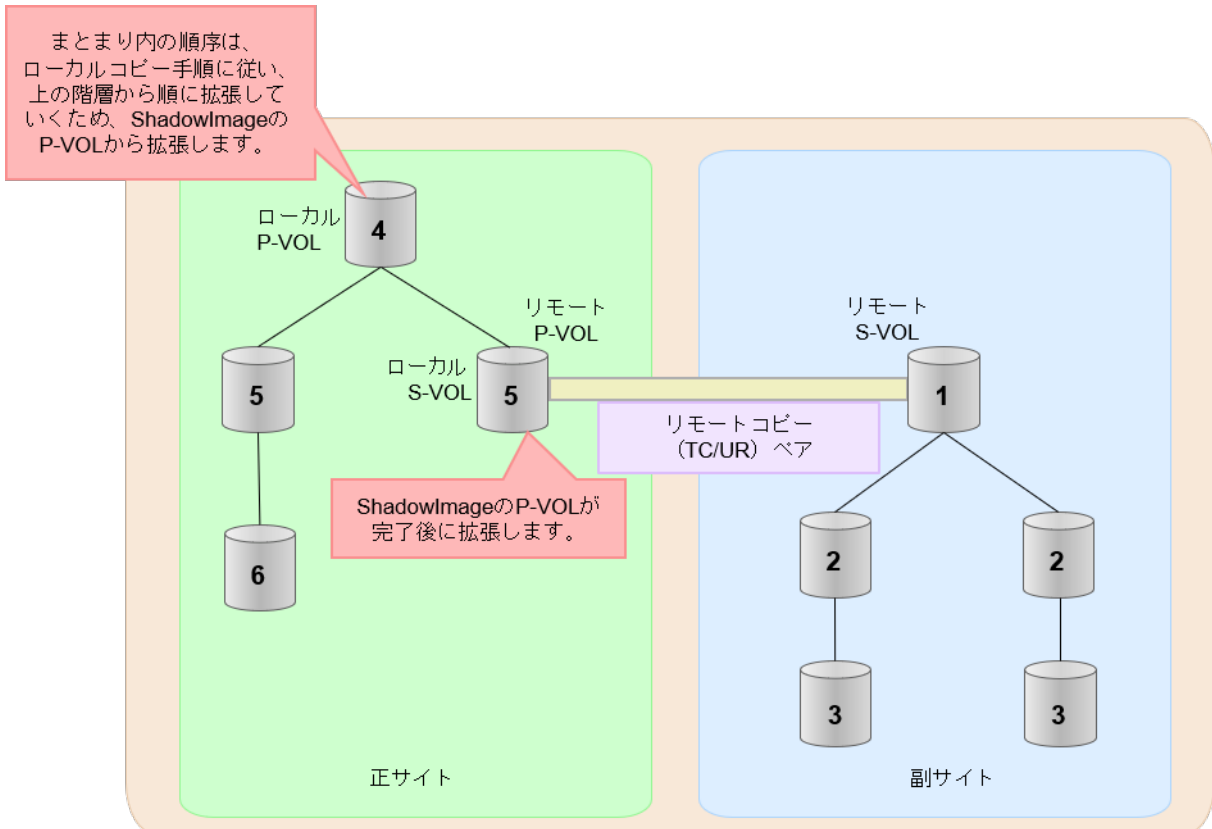 まとまり内の順序は、
ローカルコピー手順に従い、
上の階層から順に拡張して
いくため、ShadowImageの
P-VOLから拡張します。
ローカル
P-VOL
4
リモート
P-VOL
リモート
S-VOL
5
ローカル
S-VOL
5
1
リモートコピー
（TC/UR）ペア
ShadowImageのP-VOLが
完了後に拡張します。
6
2
2
3
3
正サイト
副サイト